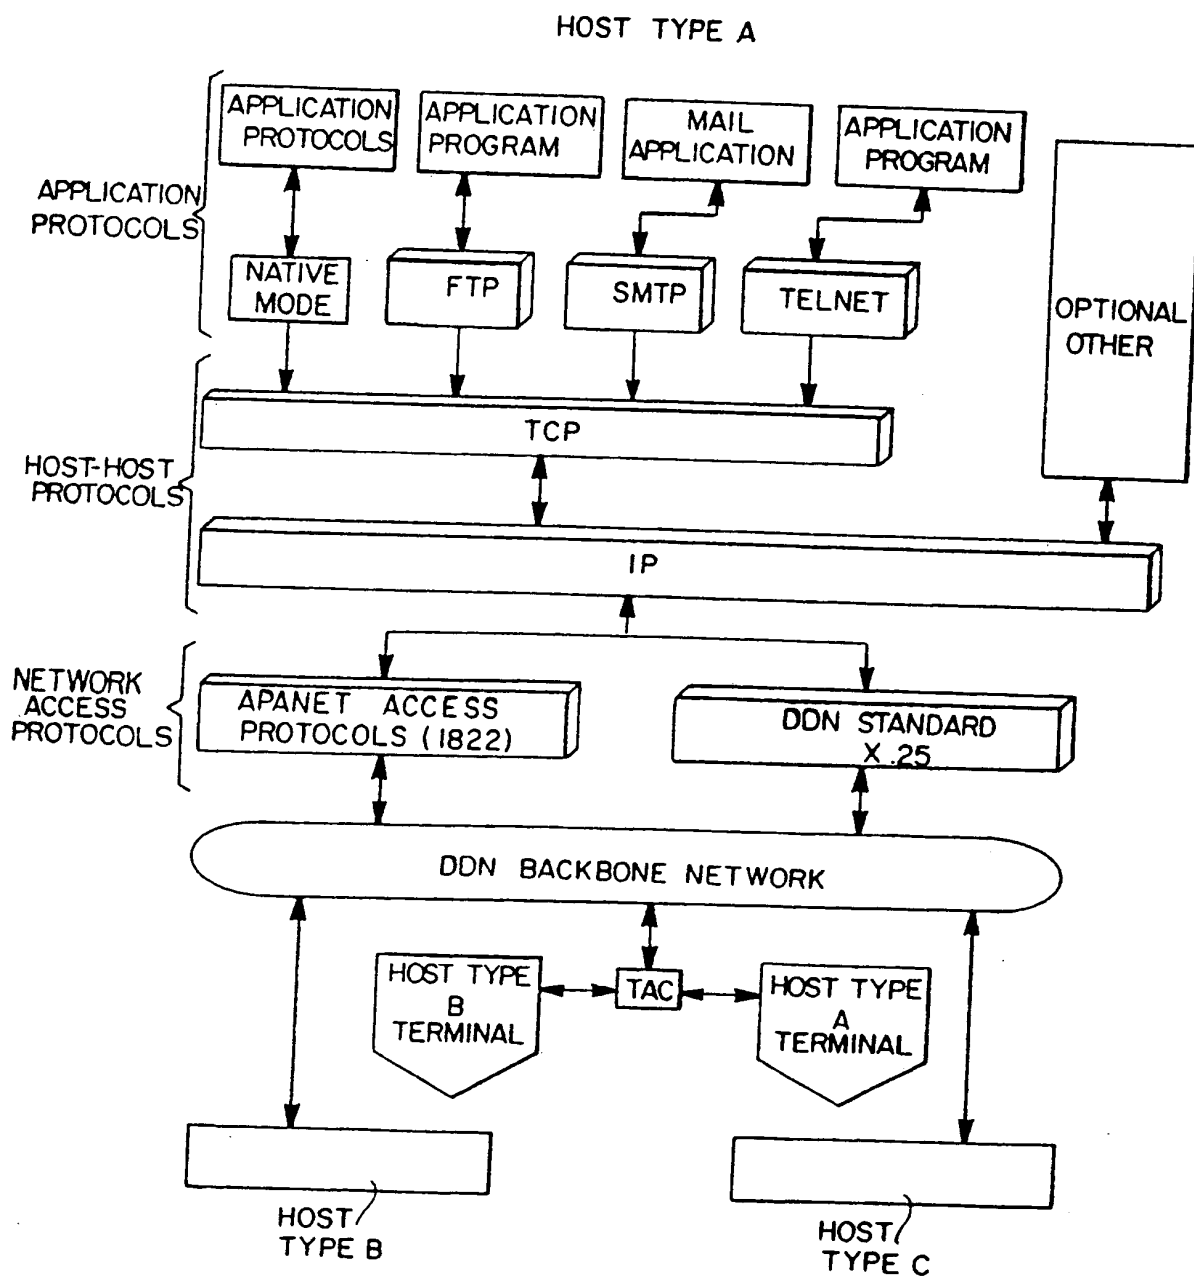 HOST TYPE A
APPLICATION
PROTOCOLS
APPLICATION
PROGRAM
MAIL
APPLICATION
APPLICATION
PROGRAM
APPLICATION
PROTOCOLS
NATIVE
MODE
FTP
SMTP
TELNET
OPTIONAL
OTHER
TCP
HOST-HOST
PROTOCOLS
IP
NETWORK
ACCESS
PROTOCOLS
APANET ACCESS
PROTOCOLS (1822)
DDN STANDARD
X.25
DDN BACKBONE NETWORK
HOST TYPE
B
TERMINAL
TAC
HOST TYPE
A
TERMINAL
HOST
TYPE B
HOST
TYPE C